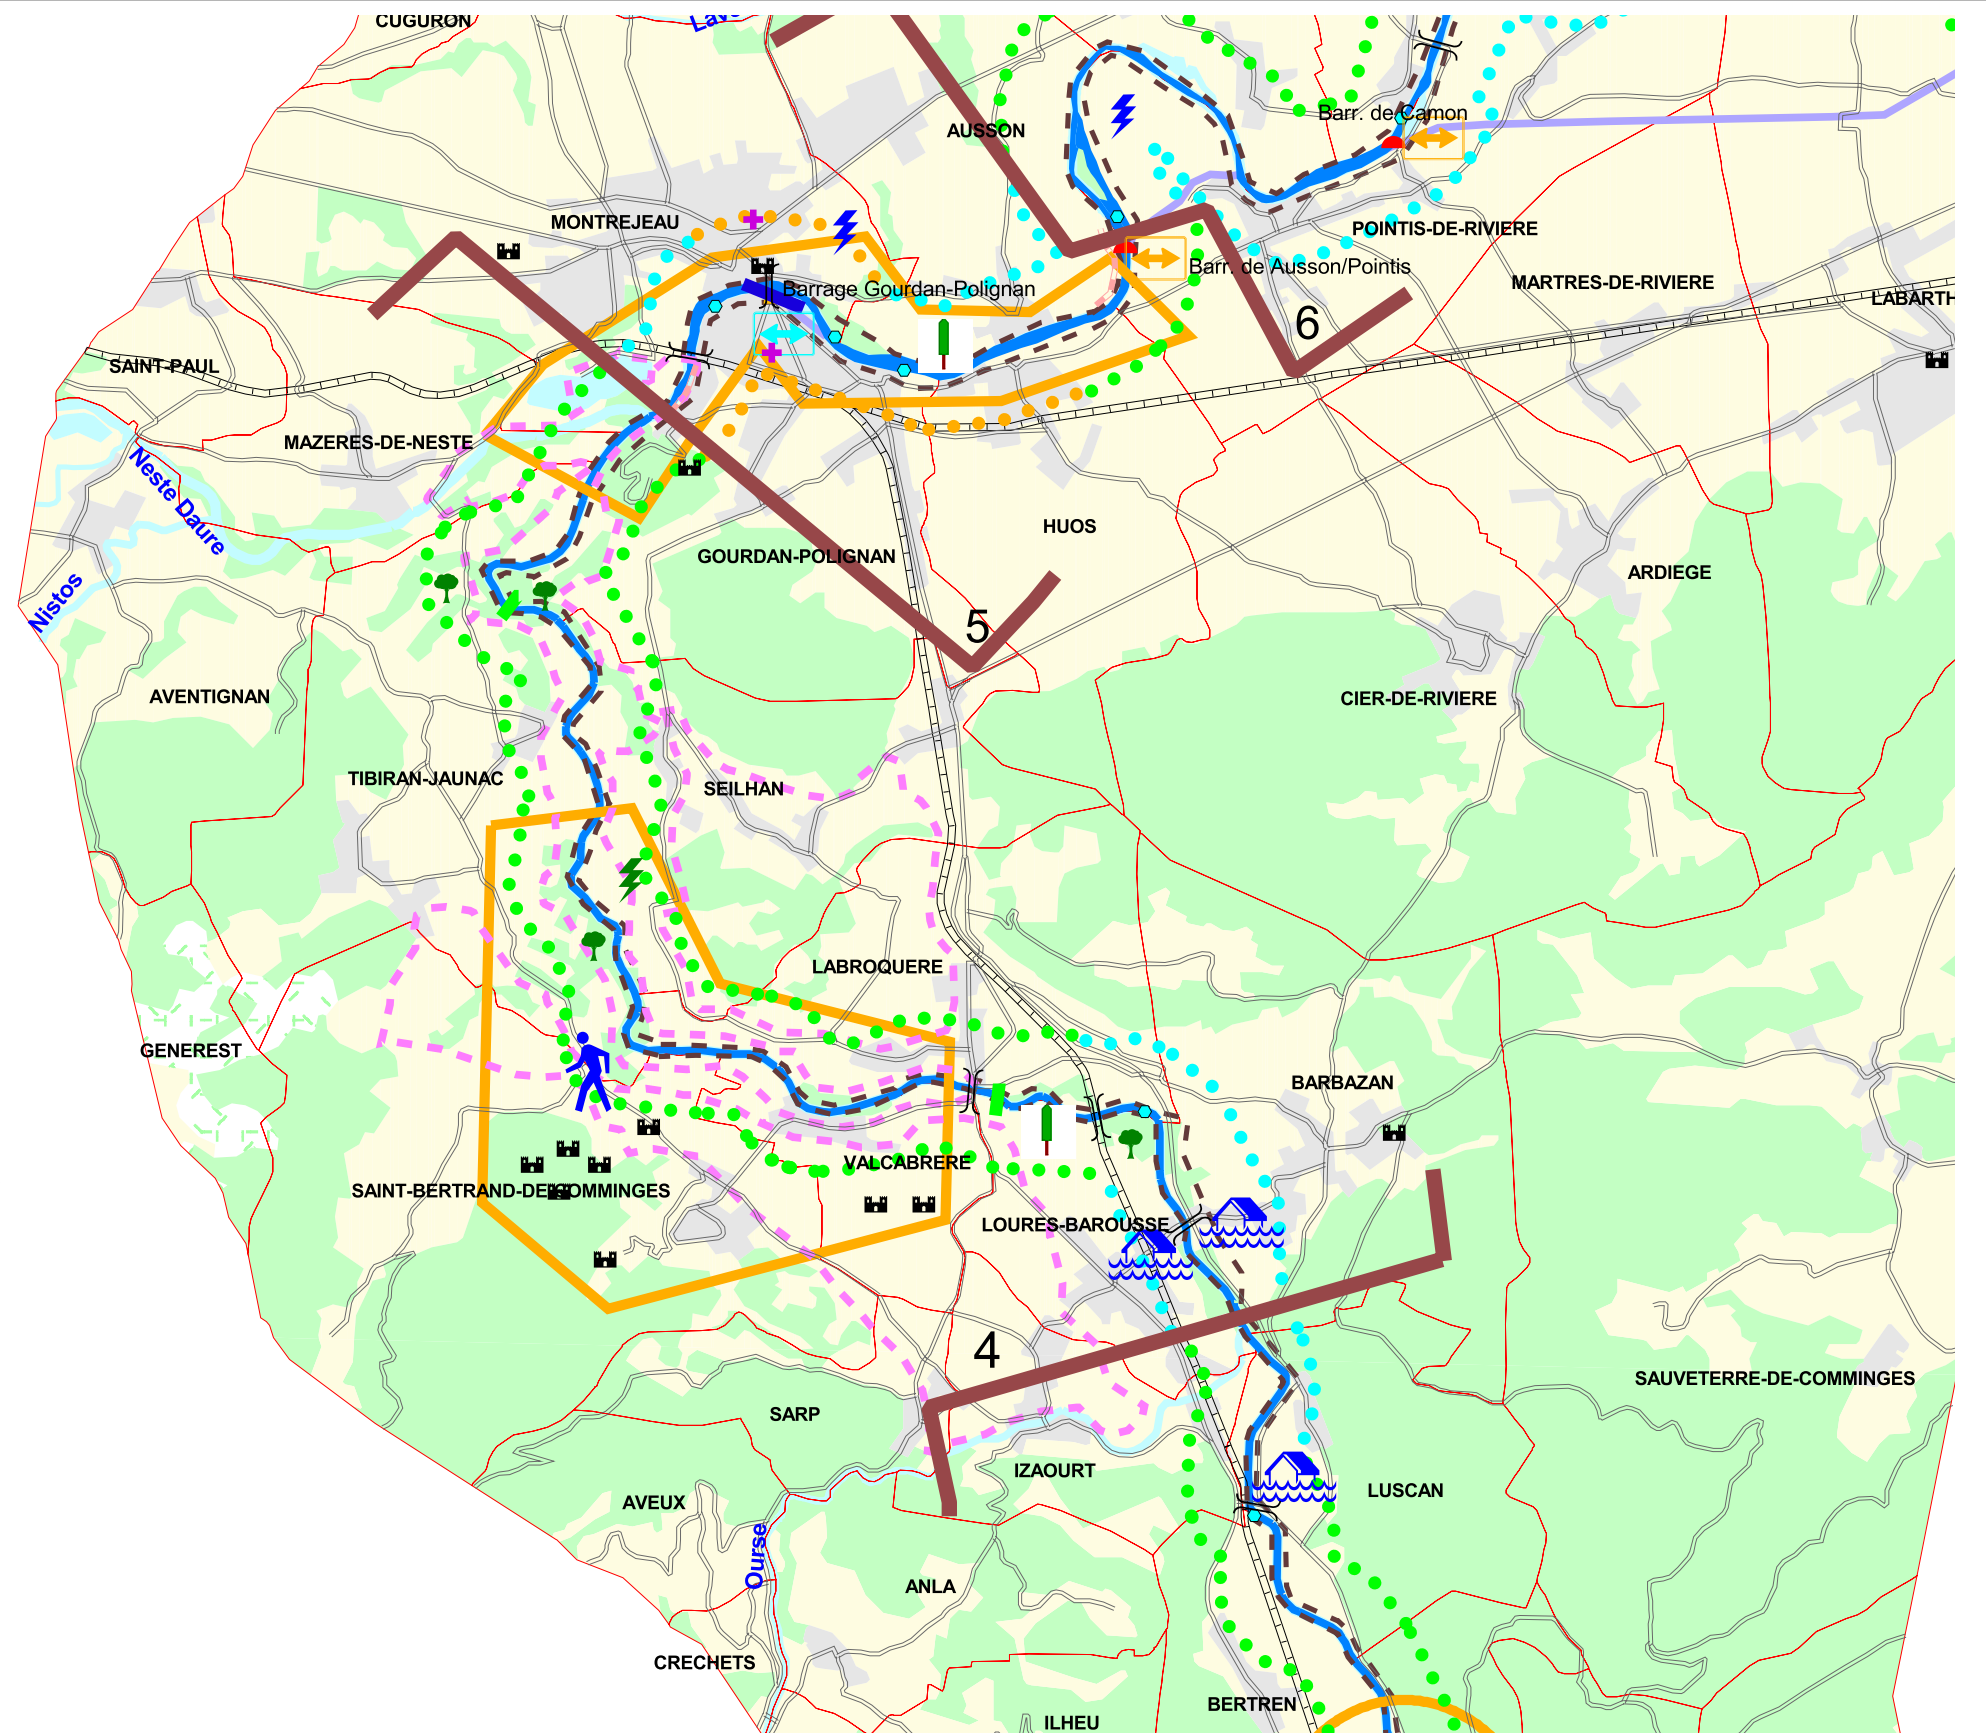 CUGURON
Barr. de Camon
AUSSON
MONTREJEAU
POINTIS-DE-RIVIERE
Barr. de Ausson/Pointis
MARTRES-DE-RIVIERE
Barrage Gourdan-Polignan
LABARTH
6
SAINT-PAUL
MAZERES-DE-NESTE
Neste Daure
HUOS
GOURDAN-POLIGNAN
ARDIEGE
Nistos
5
AVENTIGNAN
CIER-DE-RIVIERE
TIBIRAN-JAUNAC
SEILHAN
LABROQUERE
GENEREST
BARBAZAN
VALCABRERE
SAINT-BERTRAND-DE-COMMINGES
LOURES-BAROUSSE
4
SAUVETERRE-DE-COMMINGES
SARP
IZAOURT
LUSCAN
AVEUX
Ourse
ANLA
CRECHETS
BERTREN
ILHEU